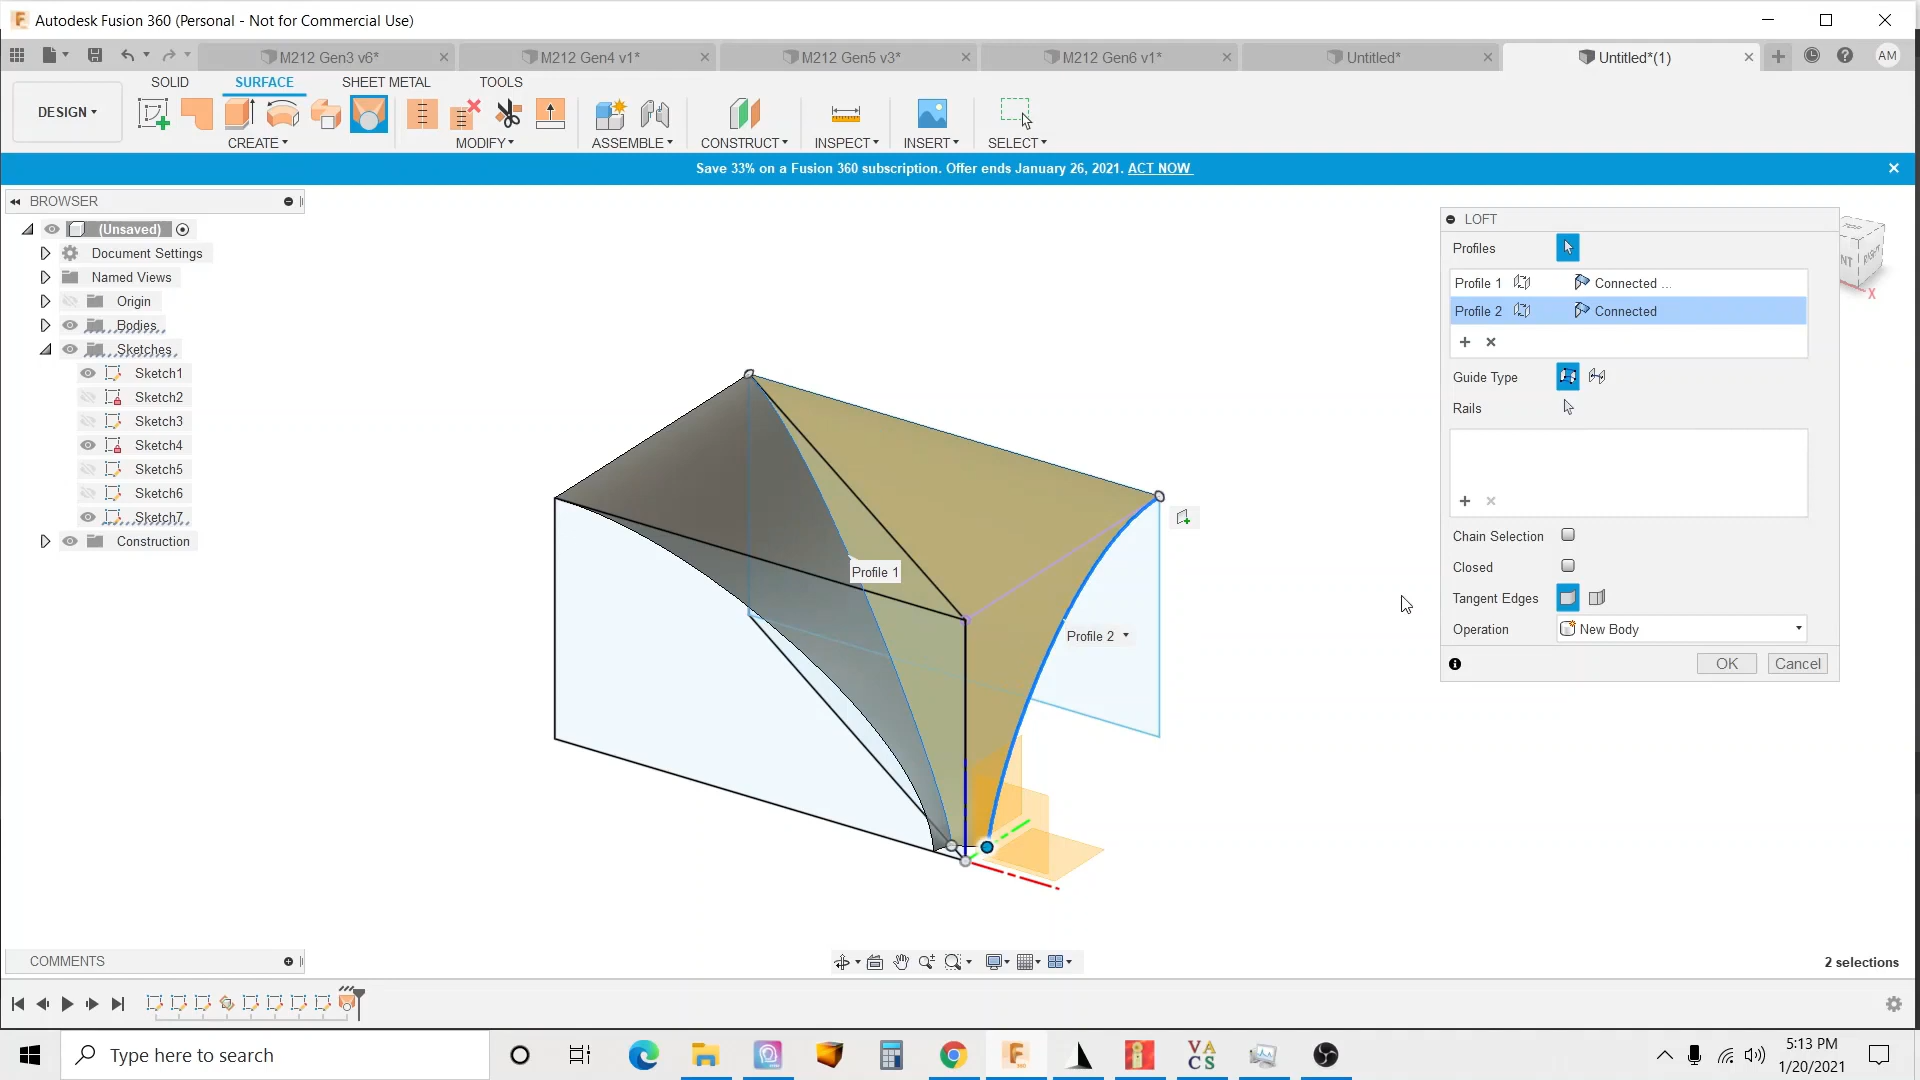 Autodesk Fusion 360 (Personal - Not for Commercial Use)
M212 Gen3 v6*
M212 Gen4 v1*
M212 Gen5 v3*
M212 Gen6 v1*
Untitled*
Untitled*(1)
AM
SOLID
SURFACE
SHEET METAL
TOOLS
DESIGN
CREATE
MODIFY
ASSEMBLE
CONSTRUCT
INSPECT
INSERT
SELECT
Save 33% on a Fusion 360 subscription. Offer ends January 26, 2021. ACT NOW
BROWSER
(Unsaved)
Document Settings
Named Views
Origin
Bodies
Sketches
Sketch1
Sketch2
Sketch3
Sketch4
Sketch5
Sketch6
Sketch7
Construction
Profile 1
Profile 2
TOP
RIGHT
X
LOFT
Profiles
Profile 1 Connected ...
Profile 2 Connected
Guide Type
Rails
Chain Selection
Closed
Tangent Edges
Operation New Body
OK Cancel
COMMENTS
2 selections
Type here to search
VA
CS
5:13 PM
1/20/2021